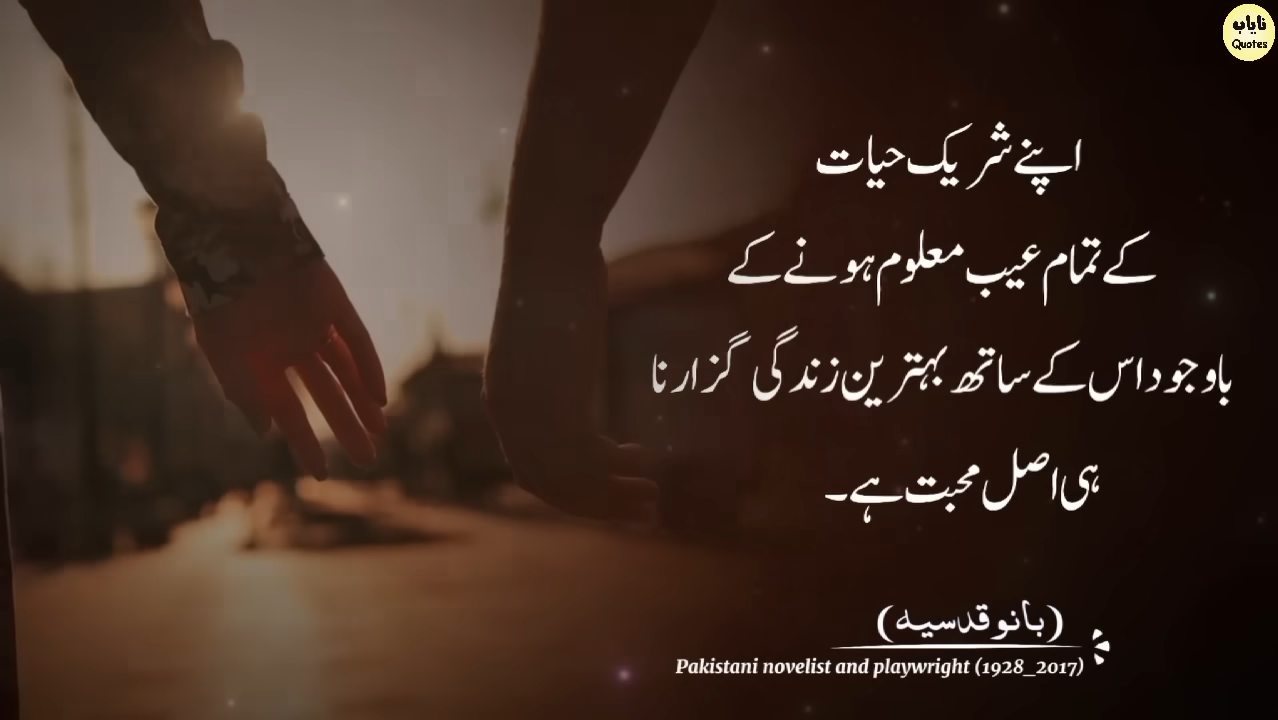 نایاب
Quotes
اپنے شریک حیات
کے تمام عیب معلوم ہونے کے
باوجود اس کے ساتھ بہترین زندگی گزارنا
ہی اصل محبت ہے۔
(بانو قدسیہ)
Pakistani novelist and playwright (1928_2017)